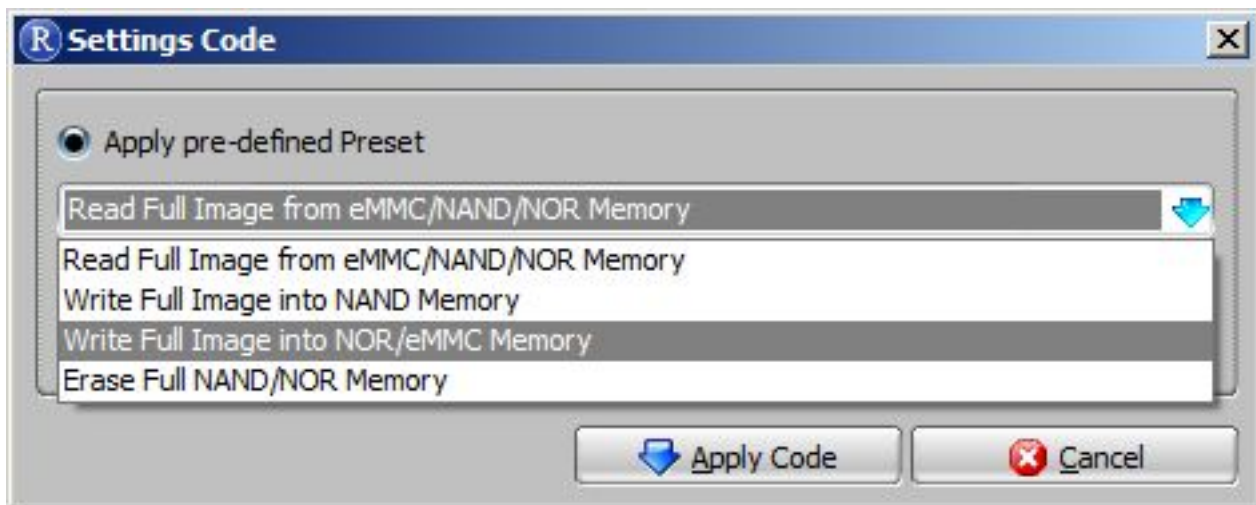 R Settings Code
Apply pre-defined Preset
Read Full Image from eMMC/NAND/NOR Memory
Read Full Image from eMMC/NAND/NOR Memory
Write Full Image into NAND Memory
Write Full Image into NOR/eMMC Memory
Erase Full NAND/NOR Memory
Apply Code Cancel